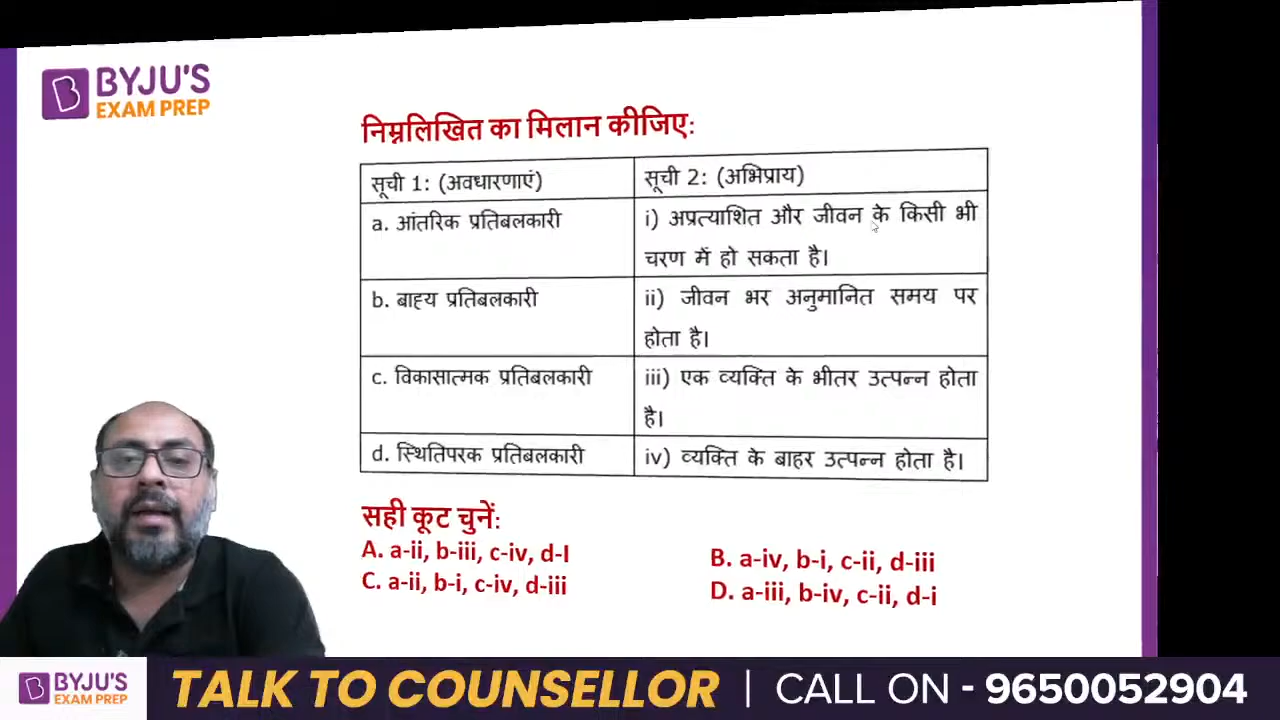 BYJU'S
EXAM PREP
निम्नलिखित का मिलान कीजिए:
सूची 1: (अवधारणाएं)
सूची 2: (अभिप्राय)
a. आंतरिक प्रतिबलकारी
i) अप्रत्याशित और जीवन के किसी भी
चरण में हो सकता है।
b. बाह्य प्रतिबलकारी
ii) जीवन भर अनुमानित समय पर
होता है।
c. विकासात्मक प्रतिबलकारी
iii) एक व्यक्ति के भीतर उत्पन्न होता
है।
d. स्थितिपरक प्रतिबलकारी
iv) व्यक्ति के बाहर उत्पन्न होता है।
सही कूट चुनें:
A. a-ii, b-iii, c-iv, d-I
B. a-iv, b-i, c-ii, d-iii
C. a-ii, b-i, c-iv, d-iii
D. a-iii, b-iv, c-ii, d-i
BYJU'S
EXAM PREP
TALK TO COUNSELLOR | CALL ON - 9650052904